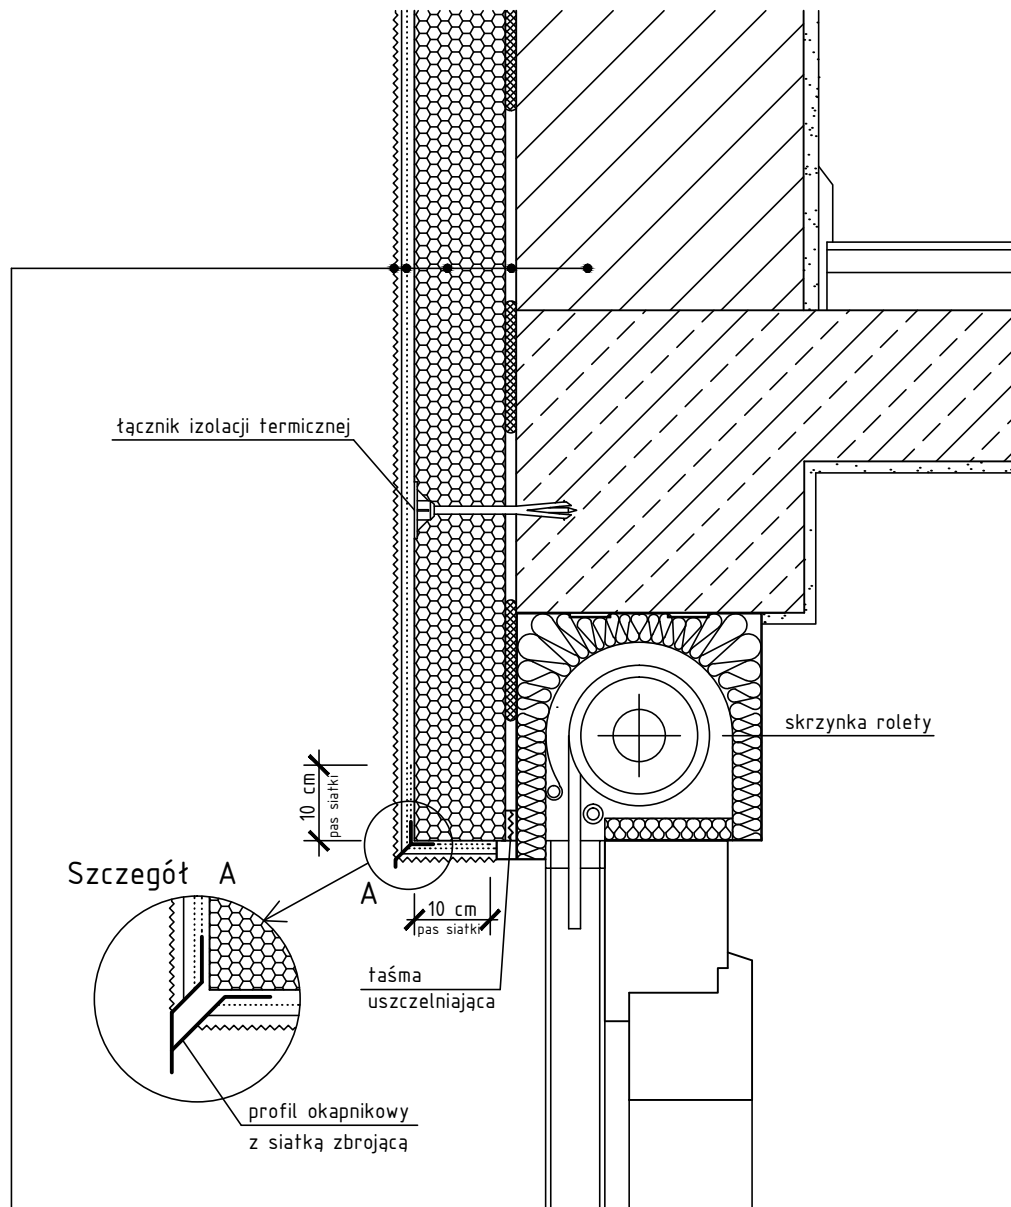 łącznik izolacji termicznej
skrzynka rolety
10 cm
pas siatki
Szczegół A
A
10 cm
pas siatki
taśma
uszczelniająca
profil okapnikowy
z siatką zbrojącą